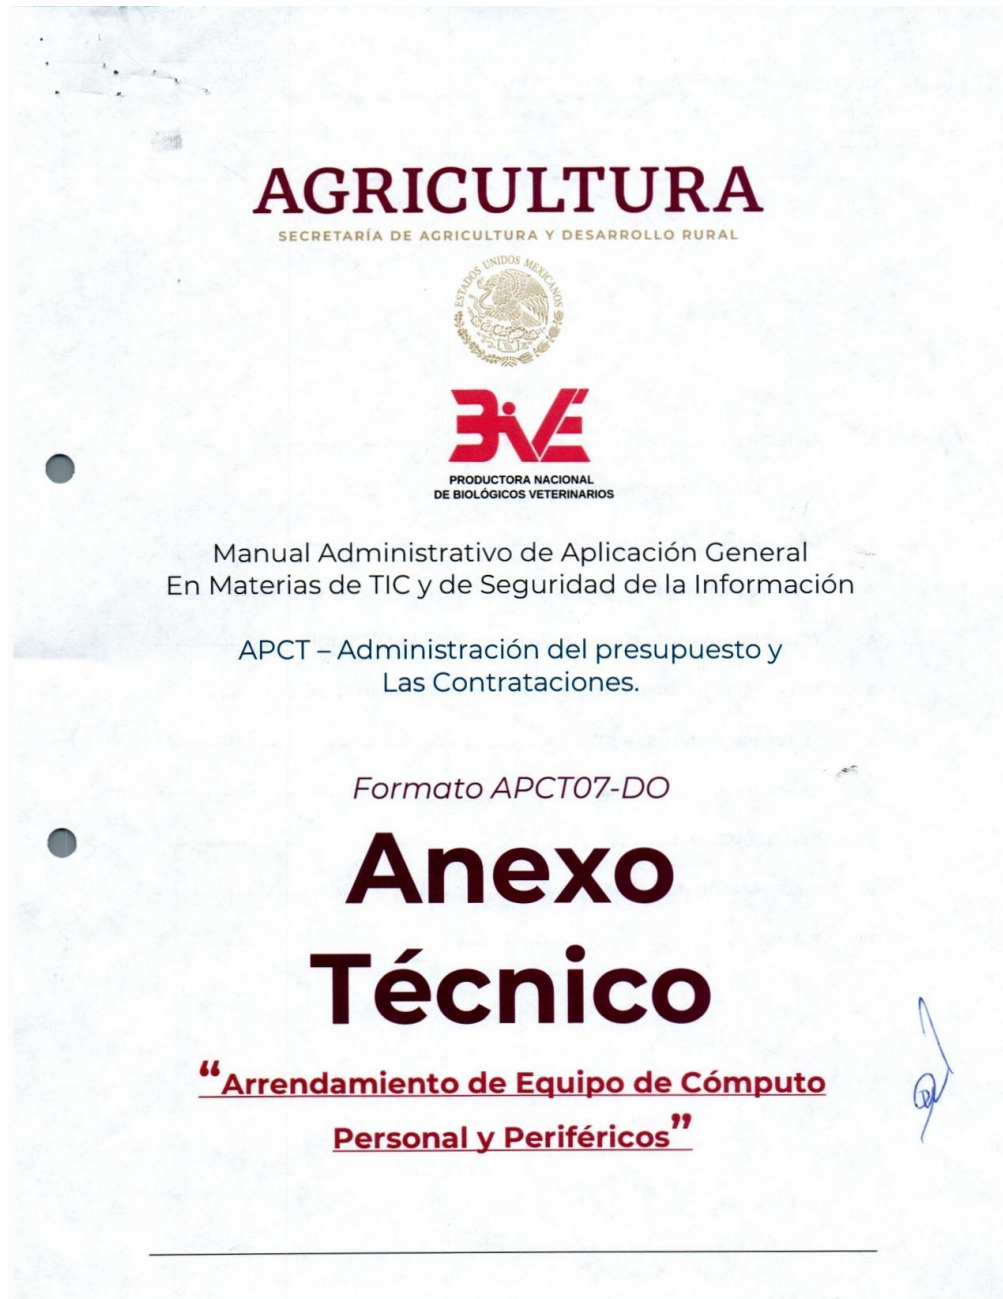 AGRICULTURA
SECRETARÍA DE AGRICULTURA Y DESARROLLO RURAL
ESTADOS UNIDOS MEXICANOS
BIVE
PRODUCTORA NACIONAL
DE BIOLÓGICOS VETERINARIOS
Manual Administrativo de Aplicación General
En Materias de TIC y de Seguridad de la Información
APCT – Administración del presupuesto y
Las Contrataciones.
Formato APCT07-DO
Anexo
Técnico
“Arrendamiento de Equipo de Cómputo
Personal y Periféricos”